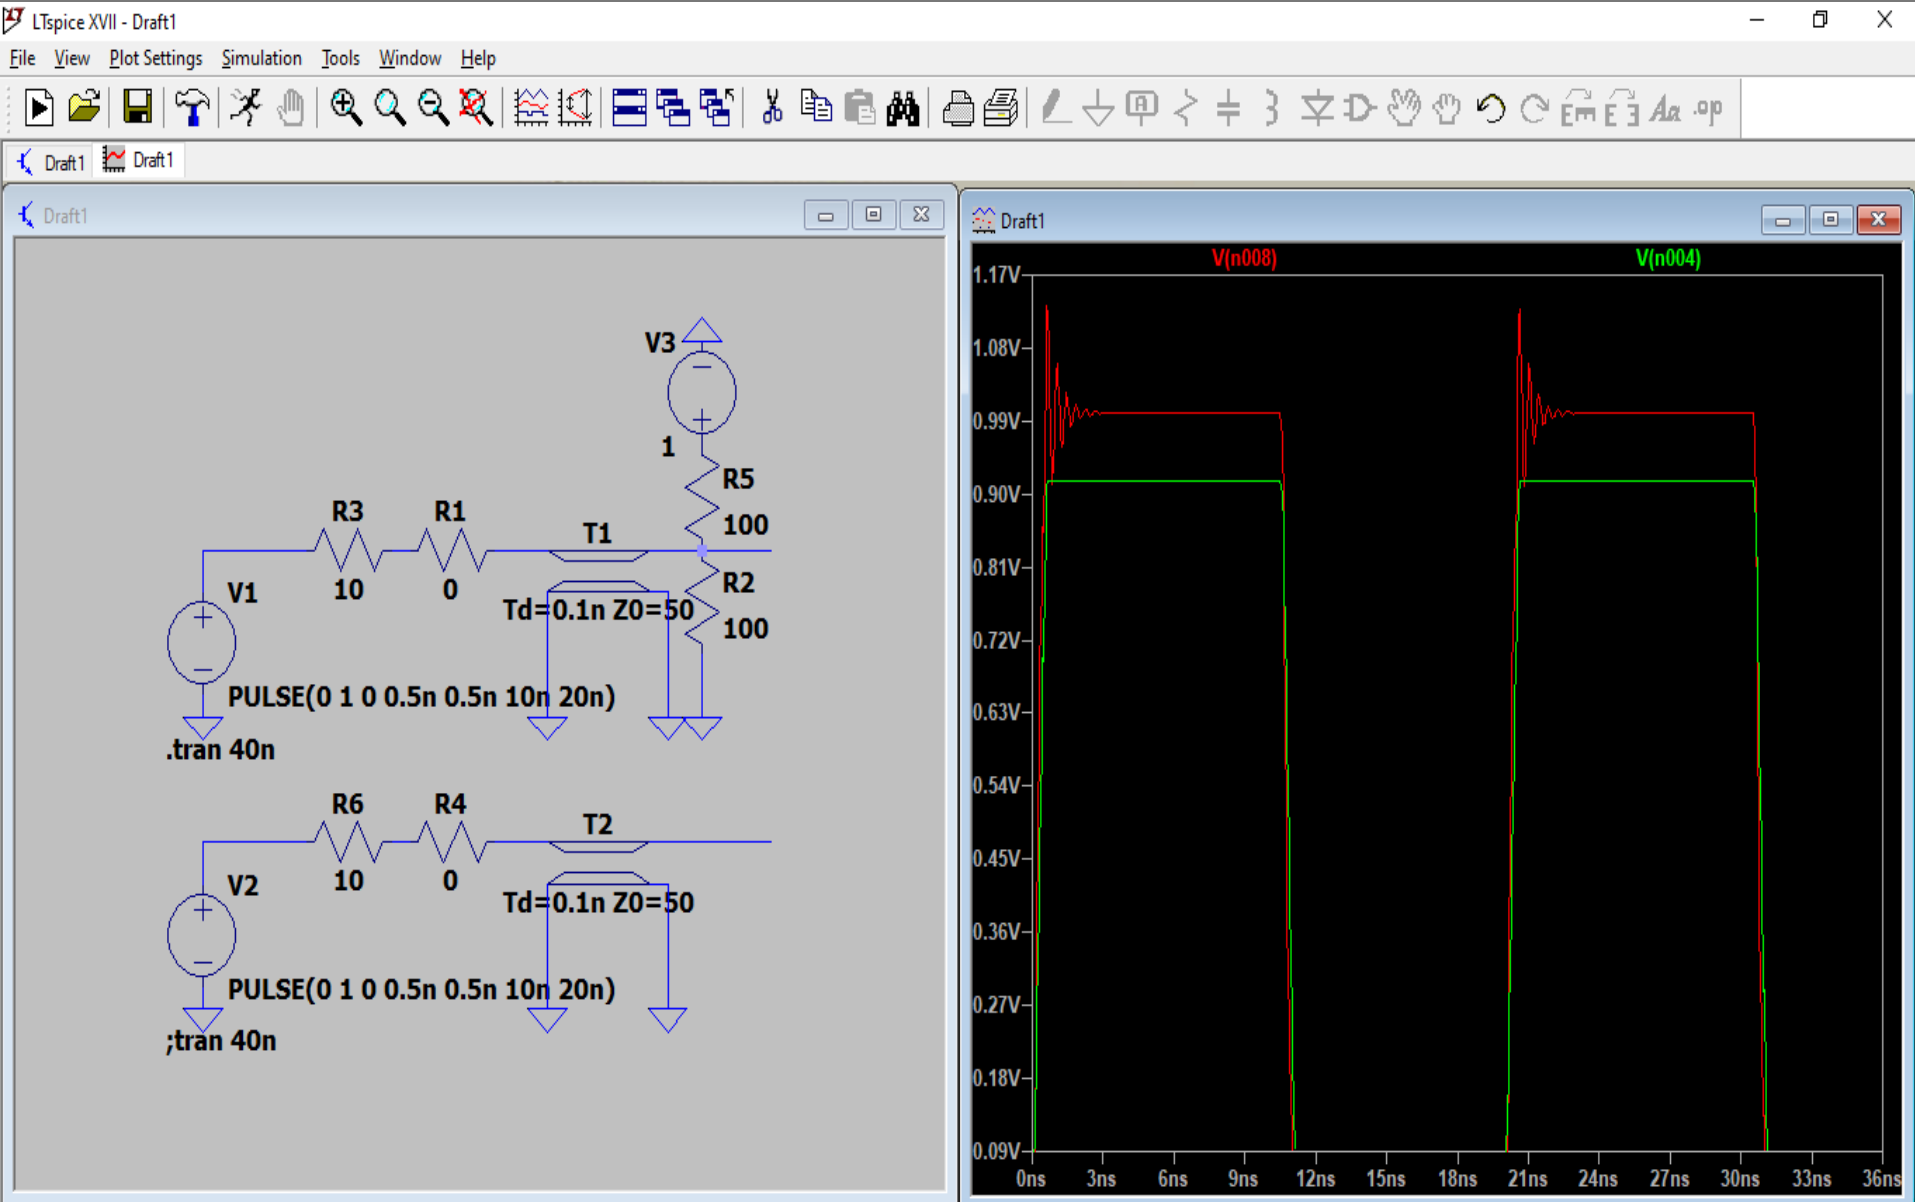 LTspice XVII - Draft1
File View Plot Settings Simulation Tools Window Help
Aa .op
Draft1 Draft1
Draft1
V3
1
R5
100
R3 R1 T1
10 0
R2
100
V1
Td=0.1n Z0=50
PULSE(0 1 0 0.5n 0.5n 10n 20n)
.tran 40n
R6 R4 T2
10 0
V2
Td=0.1n Z0=50
PULSE(0 1 0 0.5n 0.5n 10n 20n)
;tran 40n
Draft1
V(n008) V(n004)
1.17V
1.08V
0.99V
0.90V
0.81V
0.72V
0.63V
0.54V
0.45V
0.36V
0.27V
0.18V
0.09V
0ns 3ns 6ns 9ns 12ns 15ns 18ns 21ns 24ns 27ns 30ns 33ns 36ns